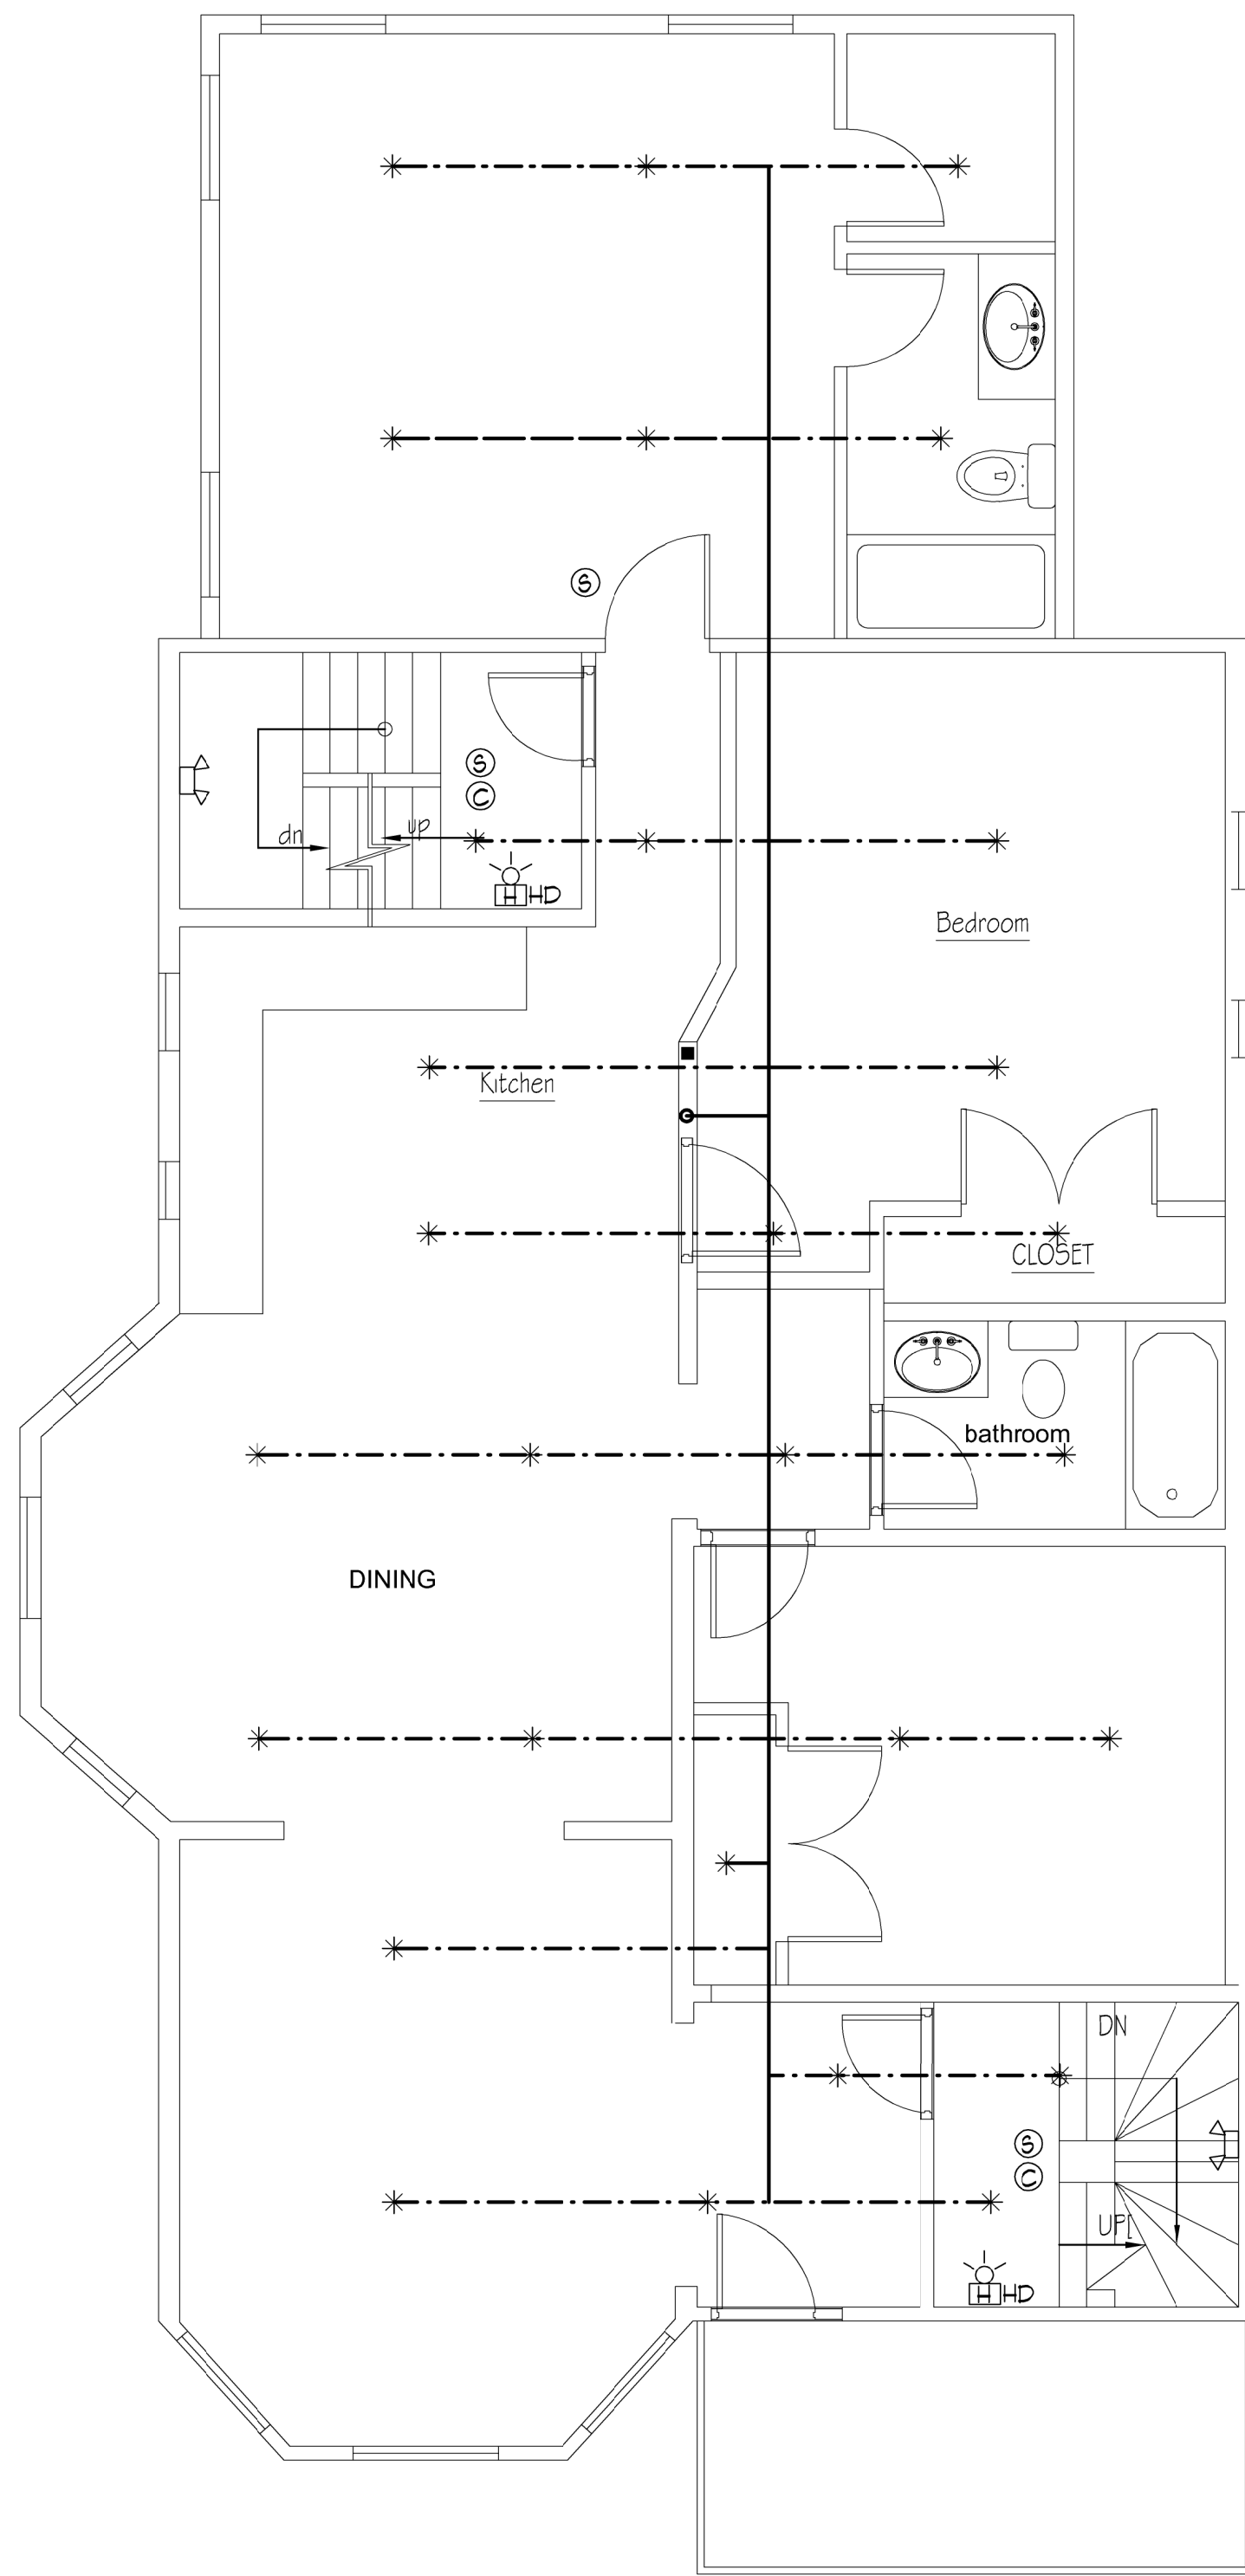 S
S
C
dn
up
H HD
Bedroom
Kitchen
CLOSET
bathroom
DINING
DN
S
C
UP
H HD